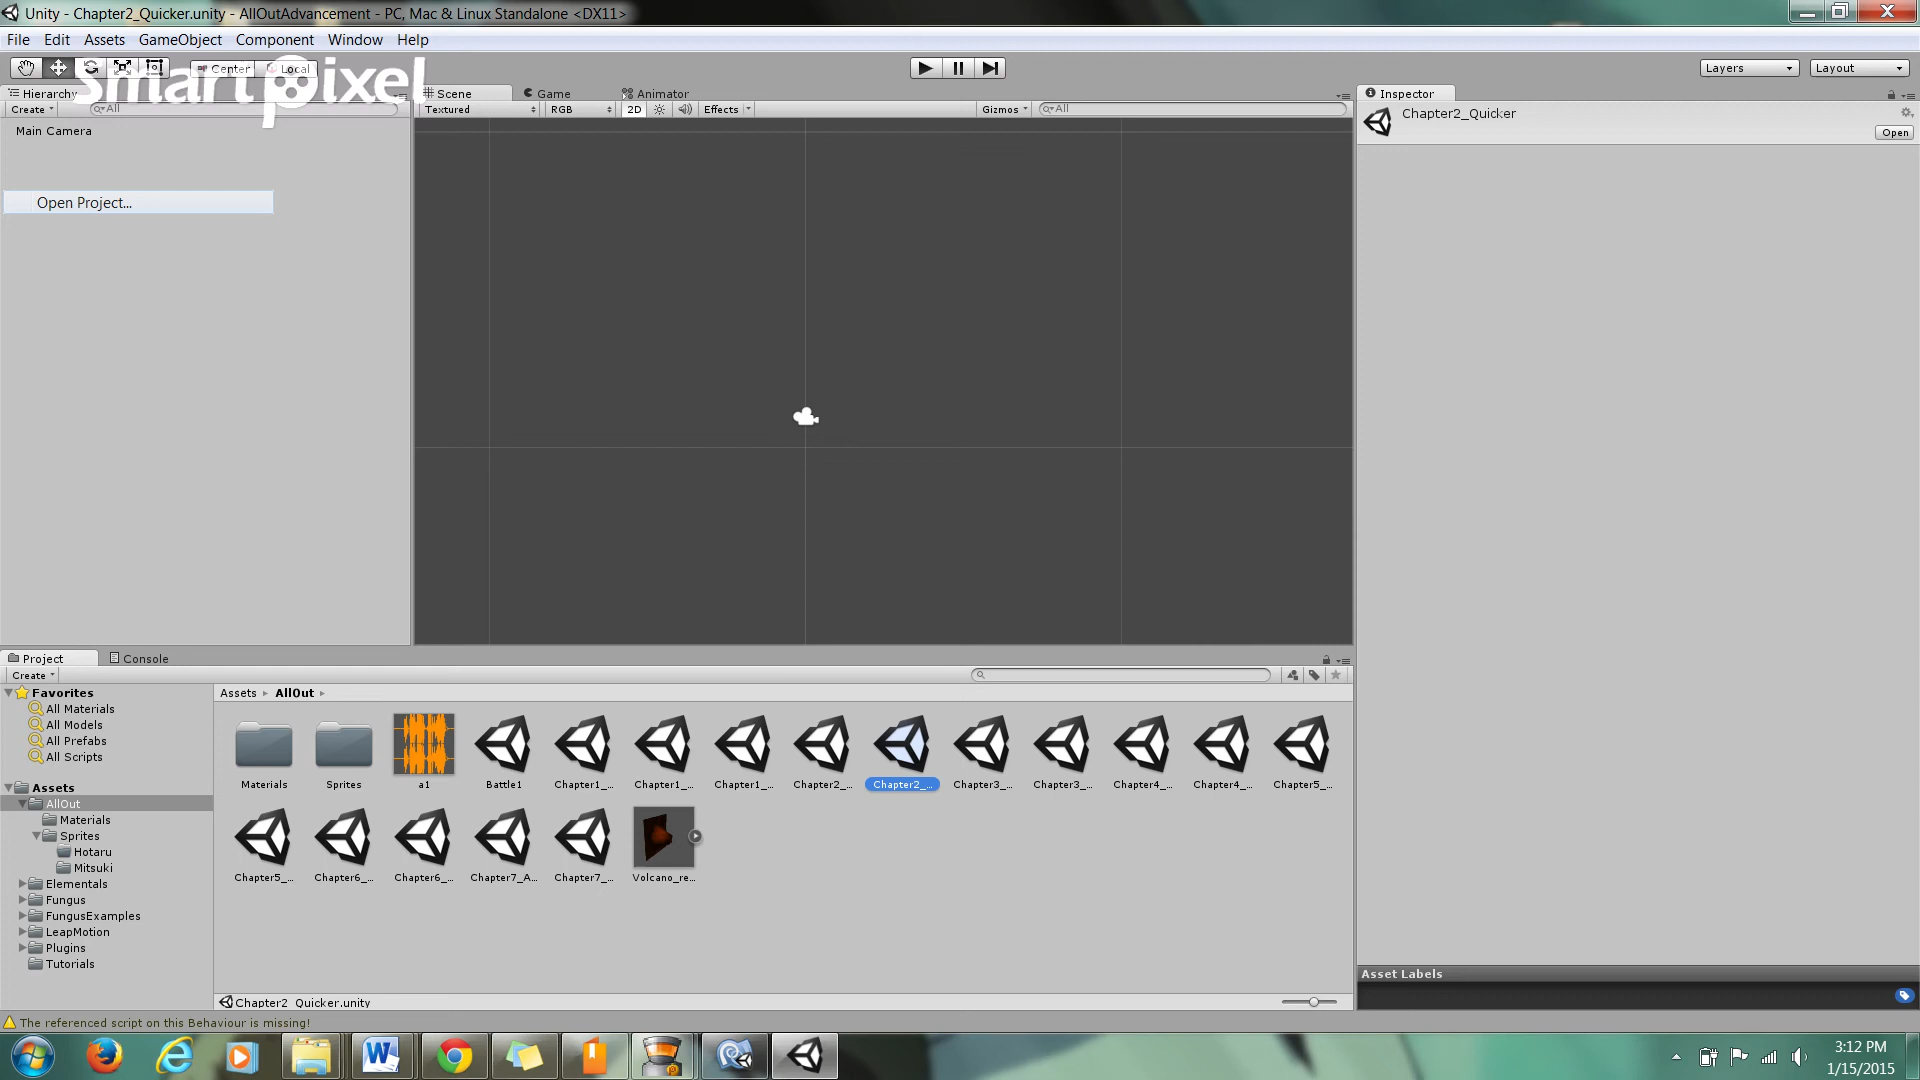 Unity - Chapter2_Quicker.unity - AllOutAdvancement - PC, Mac & Linux Standalone <DX11>
File Edit Assets GameObject Component Window Help
Center Local
smartpixel
Layers Layout
Hierarchy
Create All
Main Camera
Open Project...
Scene Game Animator
Textured RGB 2D Effects Gizmos All
Inspector
Chapter2_Quicker
Open
Project Console
Create
Favorites
All Materials
All Models
All Prefabs
All Scripts
Assets
AllOut
Materials
Sprites
Hotaru
Mitsuki
Elementals
Fungus
FungusExamples
LeapMotion
Plugins
Tutorials
Assets AllOut
Materials Sprites a1 Battle1 Chapter1_... Chapter1_... Chapter1_... Chapter2_... Chapter2_... Chapter3_... Chapter3_... Chapter4_... Chapter4_... Chapter5_...
Chapter5_... Chapter6_... Chapter6_... Chapter7_A... Chapter7_... Volcano_re...
Chapter2_Quicker.unity
Asset Labels
The referenced script on this Behaviour is missing!
3:12 PM
1/15/2015